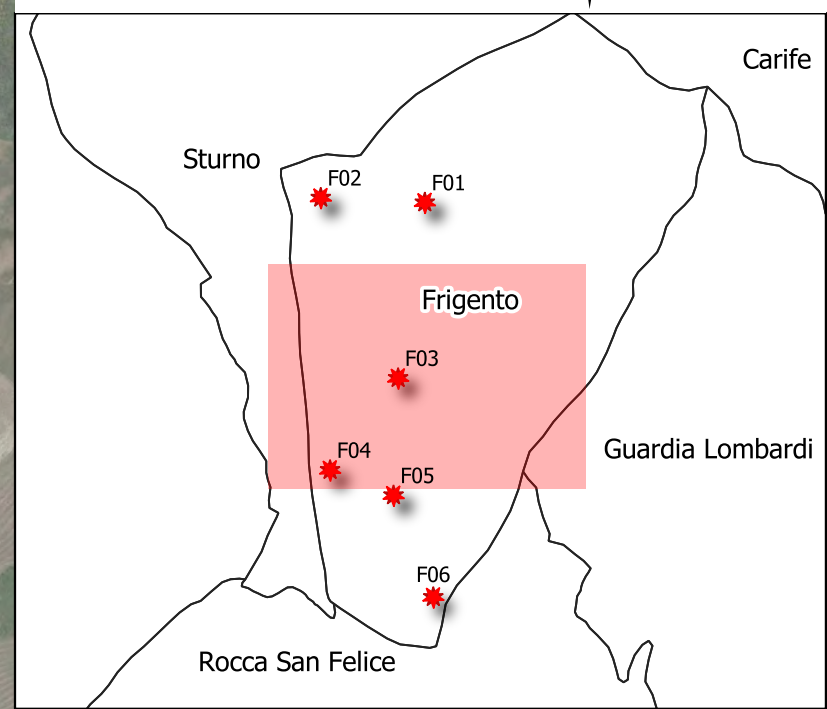 Carife
Sturno
F02
F01
Frigento
F03
F04
Guardia Lombardi
F05
F06
Rocca San Felice